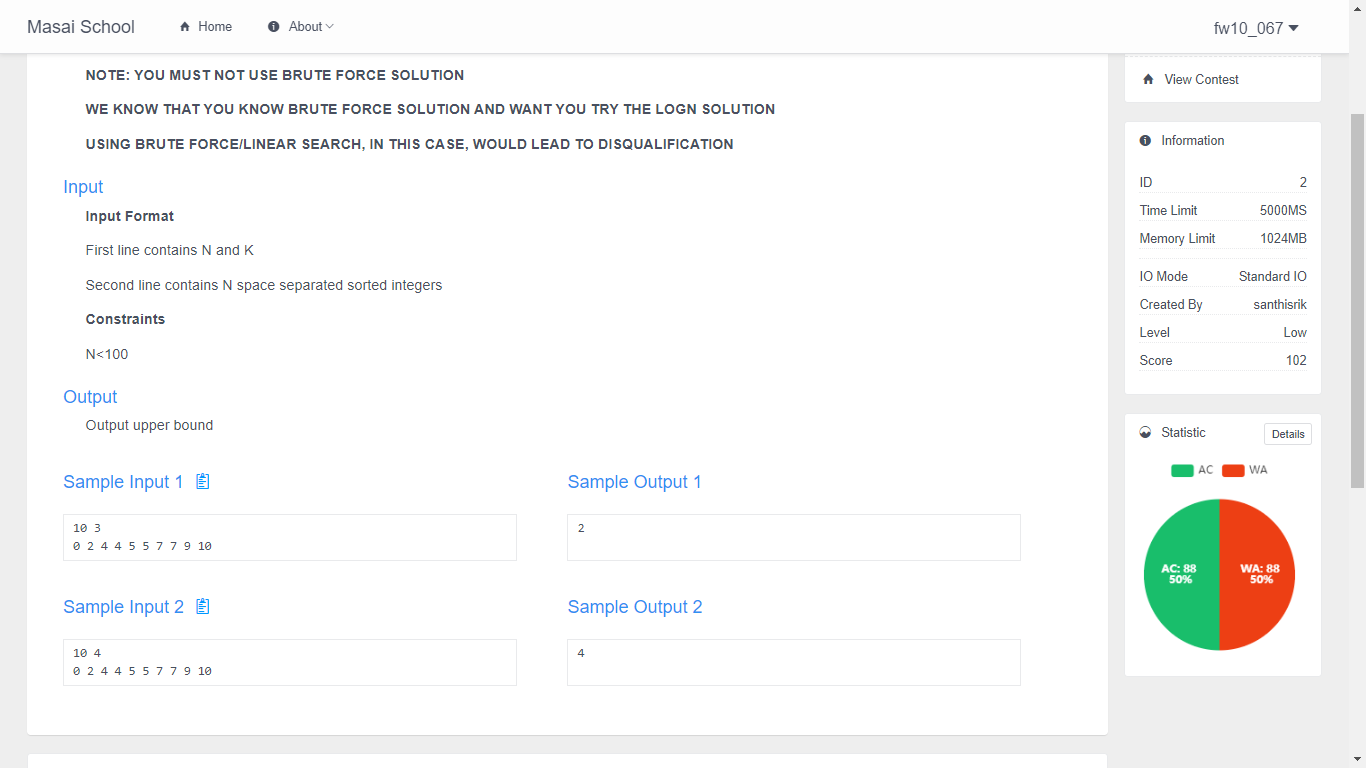 Masai School
Home
About
fw10_067
NOTE: YOU MUST NOT USE BRUTE FORCE SOLUTION
WE KNOW THAT YOU KNOW BRUTE FORCE SOLUTION AND WANT YOU TRY THE LOGN SOLUTION
USING BRUTE FORCE/LINEAR SEARCH, IN THIS CASE, WOULD LEAD TO DISQUALIFICATION
Input
Input Format
First line contains N and K
Second line contains N space separated sorted integers
Constraints
N<100
Output
Output upper bound
Sample Input 1
Sample Output 1
10 3
0 2 4 4 5 5 7 7 9 10
2
Sample Input 2
Sample Output 2
10 4
0 2 4 4 5 5 7 7 9 10
4
View Contest
Information
ID 2
Time Limit 5000MS
Memory Limit 1024MB
IO Mode Standard IO
Created By santhisrik
Level Low
Score 102
Statistic
Details
AC WA
AC: 88
50%
WA: 88
50%